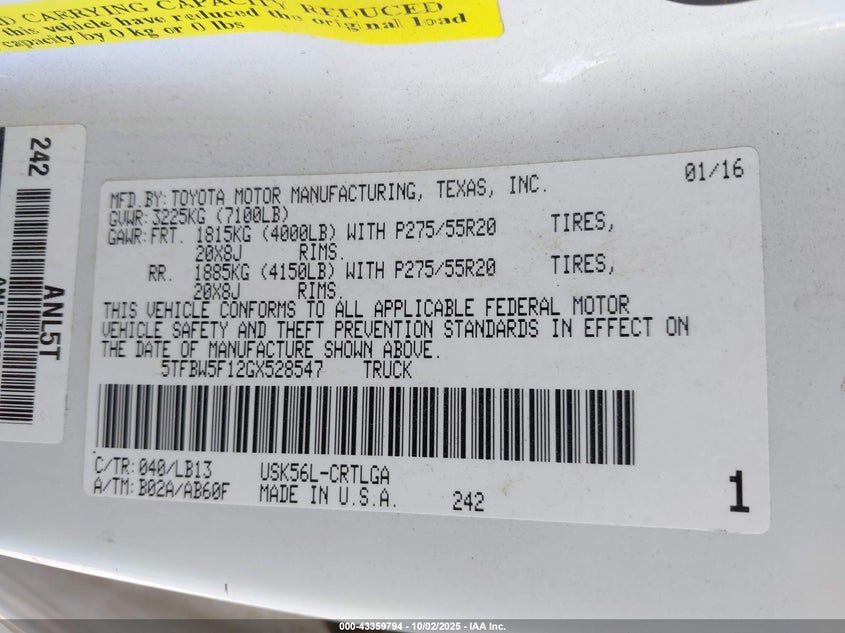 D CARRYING CAPACITY REDUCED
this vehicle have reduced the original load
capacity by 0 kg or 0 lbs
242
ANL5T
01/16
MFD.BY:TOYOTA MOTOR MANUFACTURING, TEXAS, INC.
GVWR:3225KG (7100LB)
GAWR:FRT. 1815KG (4000LB) WITH P275/55R20 TIRES,
20X8J RIMS.
RR. 1885KG (4150LB) WITH P275/55R20 TIRES,
20X8J RIMS.
THIS VEHICLE CONFORMS TO ALL APPLICABLE FEDERAL MOTOR
VEHICLE SAFETY AND THEFT PREVENTION STANDARDS IN EFFECT ON
THE DATE OF MANUFACTURE SHOWN ABOVE.
5TFBW5F12GX528547 TRUCK
C/TR:040/LB13 USK56L-CRTLGA
A/TM:B02A/AB60F MADE IN U.S.A. 242
1
000-43359794 - 10/02/2025 - IAA Inc.